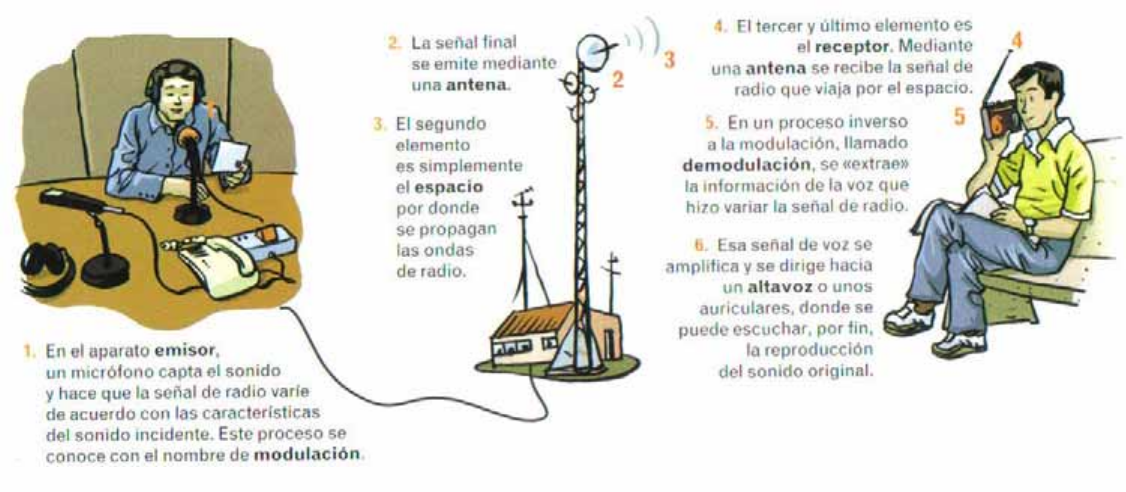 1. En el aparato emisor,
un micrófono capta el sonido
y hace que la señal de radio varíe
de acuerdo con las características
del sonido incidente. Este proceso se
conoce con el nombre de modulación.
2. La señal final
se emite mediante
una antena.
3. El segundo
elemento
es simplemente
el espacio
por donde
se propagan
las ondas
de radio.
2
3
4. El tercer y último elemento es
el receptor. Mediante
una antena se recibe la señal de
radio que viaja por el espacio.
5. En un proceso inverso
a la modulación, llamado
demodulación, se «extrae»
la información de la voz que
hizo variar la señal de radio.
6. Esa señal de voz se
amplifica y se dirige hacia
un altavoz o unos
auriculares, donde se
puede escuchar, por fin,
la reproducción
del sonido original.
4
5
6